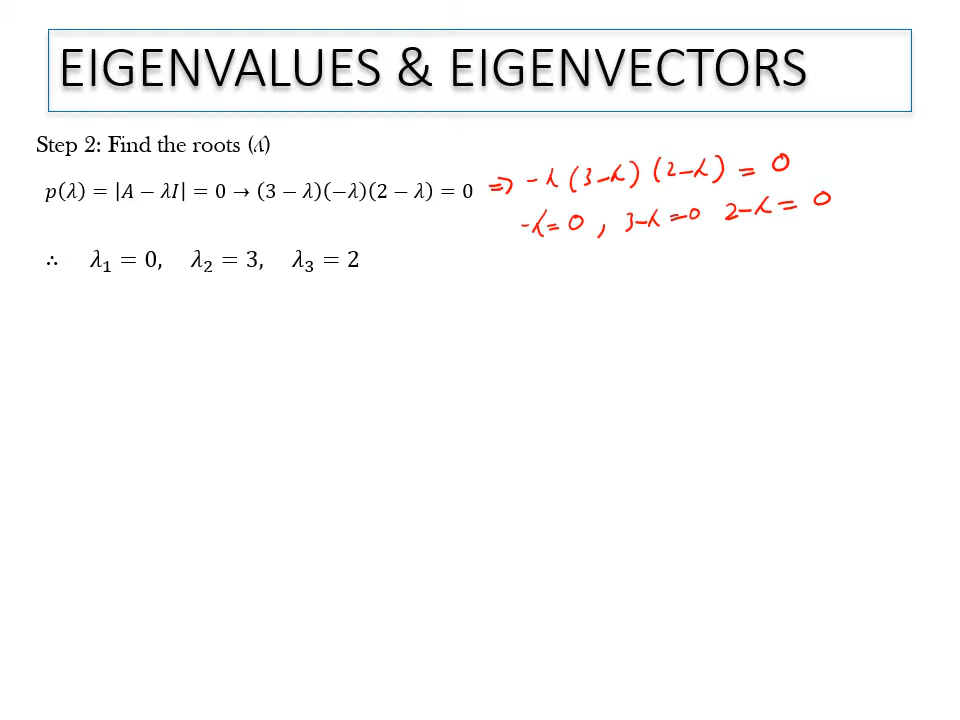 EIGENVALUES & EIGENVECTORS
Step 2: Find the roots (λ)
p(λ) = |A − λI| = 0 → (3 − λ)(−λ)(2 − λ) = 0
⇒ -λ (3-λ) (2-λ) = 0
-λ = 0 , 3-λ = 0 2-λ = 0
∴ λ₁ = 0, λ₂ = 3, λ₃ = 2